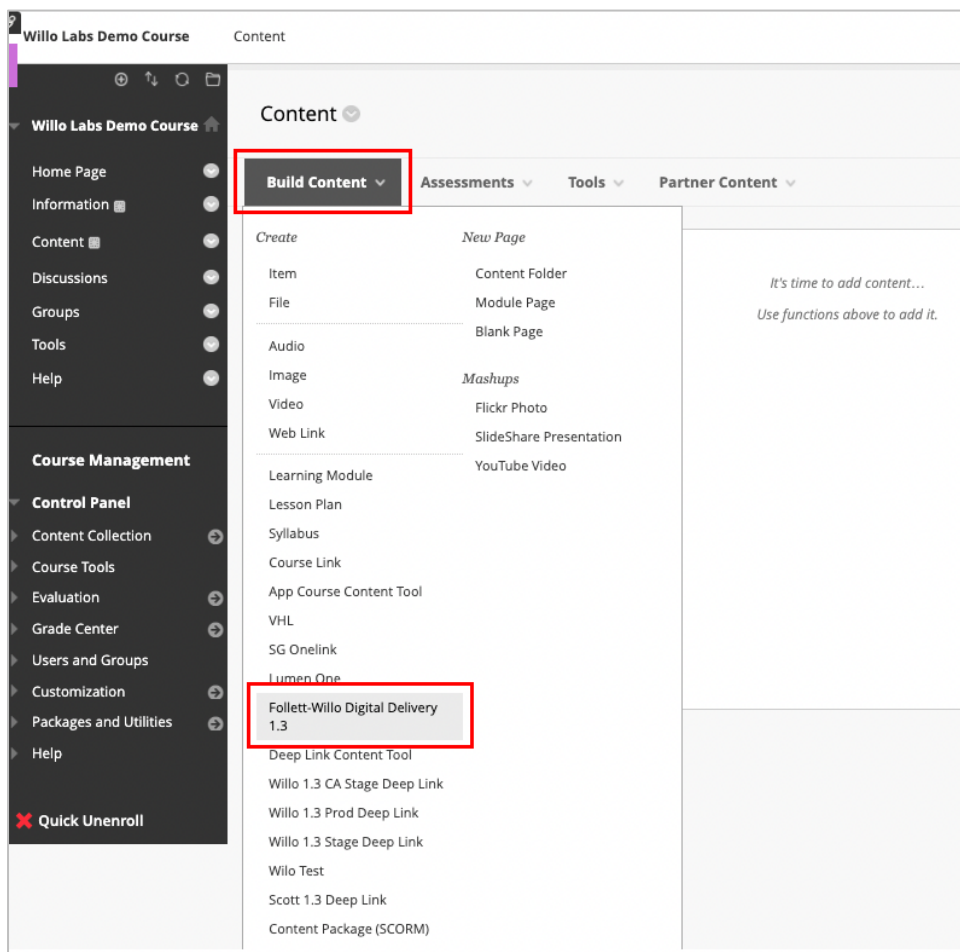 Willo Labs Demo Course
Content
Willo Labs Demo Course
Home Page
Information
Content
Discussions
Groups
Tools
Help
Course Management
Control Panel
Content Collection
Course Tools
Evaluation
Grade Center
Users and Groups
Customization
Packages and Utilities
Help
Quick Unenroll
Content
Build Content
Assessments
Tools
Partner Content
Create
Item
File
Audio
Image
Video
Web Link
Learning Module
Lesson Plan
Syllabus
Course Link
App Course Content Tool
VHL
SG Onelink
Lumen One
Follett-Willo Digital Delivery
1.3
Deep Link Content Tool
Willo 1.3 CA Stage Deep Link
Willo 1.3 Prod Deep Link
Willo 1.3 Stage Deep Link
Wilo Test
Scott 1.3 Deep Link
Content Package (SCORM)
New Page
Content Folder
Module Page
Blank Page
Mashups
Flickr Photo
SlideShare Presentation
YouTube Video
It's time to add content…
Use functions above to add it.